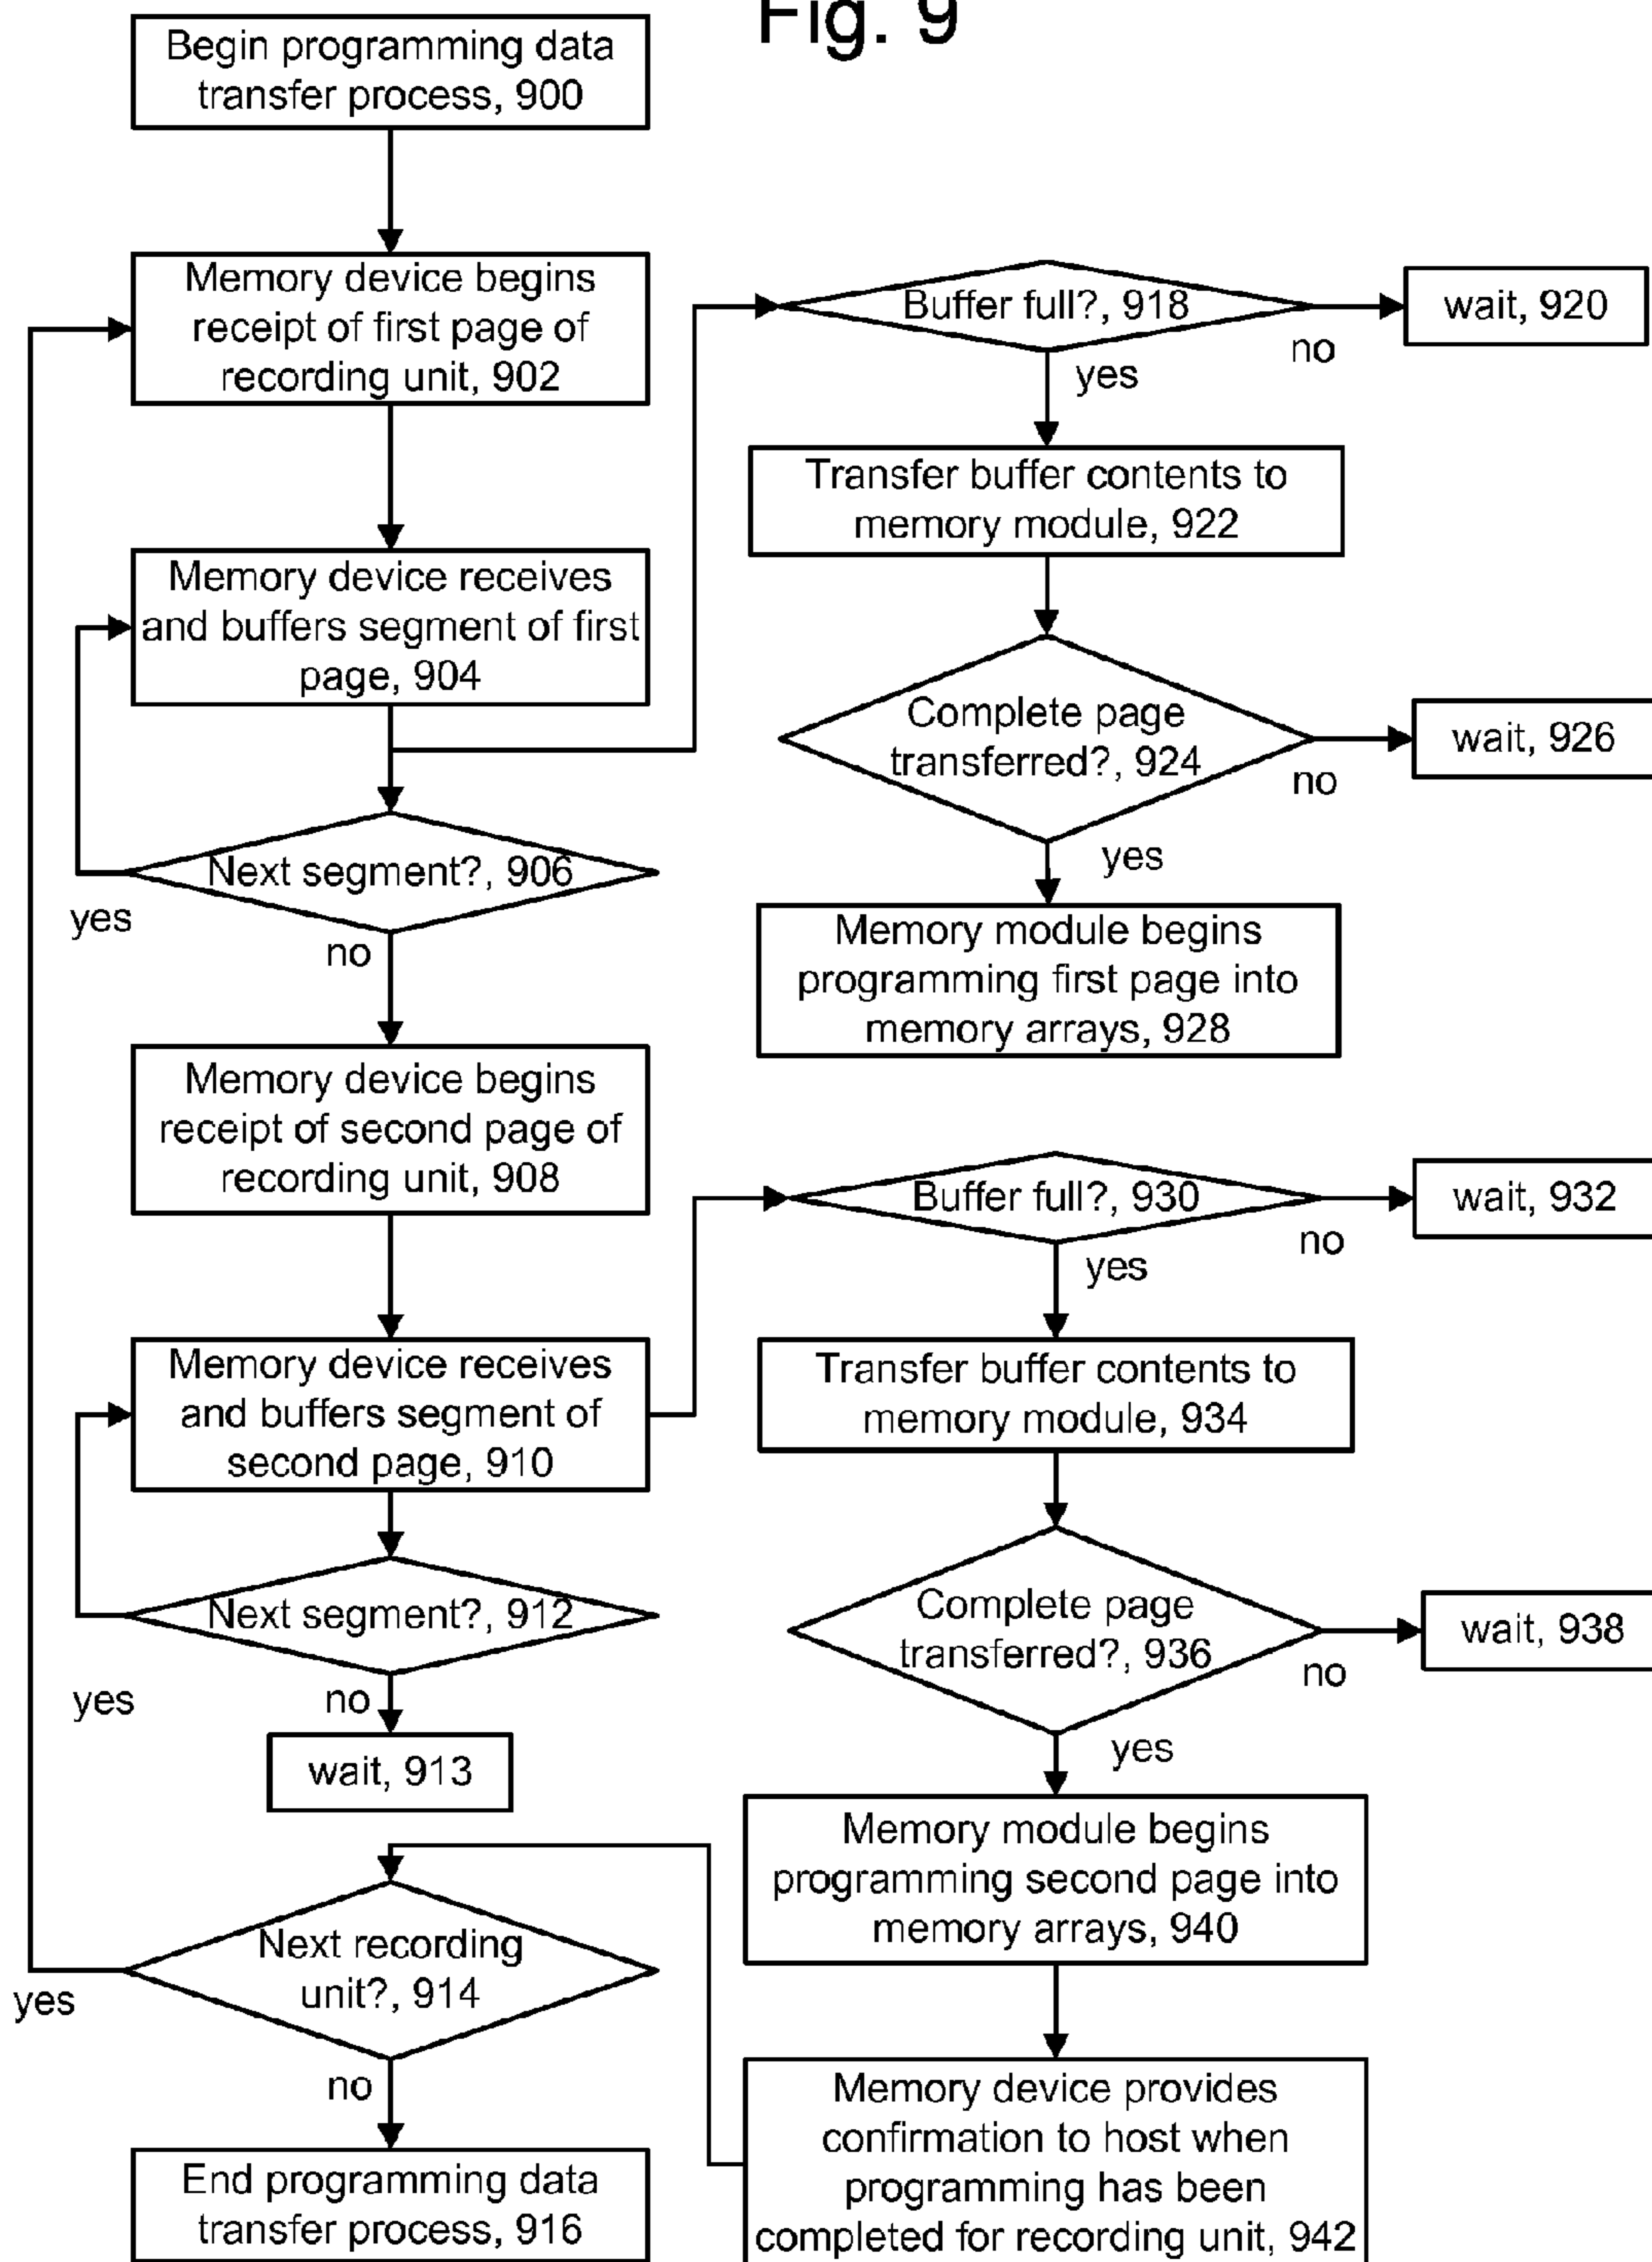 Fig. 9
Begin programming data
transfer process, 900
Memory device begins
receipt of first page of
recording unit, 902
Memory device receives
and buffers segment of first
page, 904
Next segment?, 906
yes
no
Memory device begins
receipt of second page of
recording unit, 908
Memory device receives
and buffers segment of
second page, 910
Next segment?, 912
yes
no
wait, 913
Next recording
unit?, 914
yes
no
End programming data
transfer process, 916
Buffer full?, 918
no
wait, 920
yes
Transfer buffer contents to
memory module, 922
Complete page
transferred?, 924
no
wait, 926
yes
Memory module begins
programming first page into
memory arrays, 928
Buffer full?, 930
no
wait, 932
yes
Transfer buffer contents to
memory module, 934
Complete page
transferred?, 936
no
wait, 938
yes
Memory module begins
programming second page into
memory arrays, 940
Memory device provides
confirmation to host when
programming has been
completed for recording unit, 942